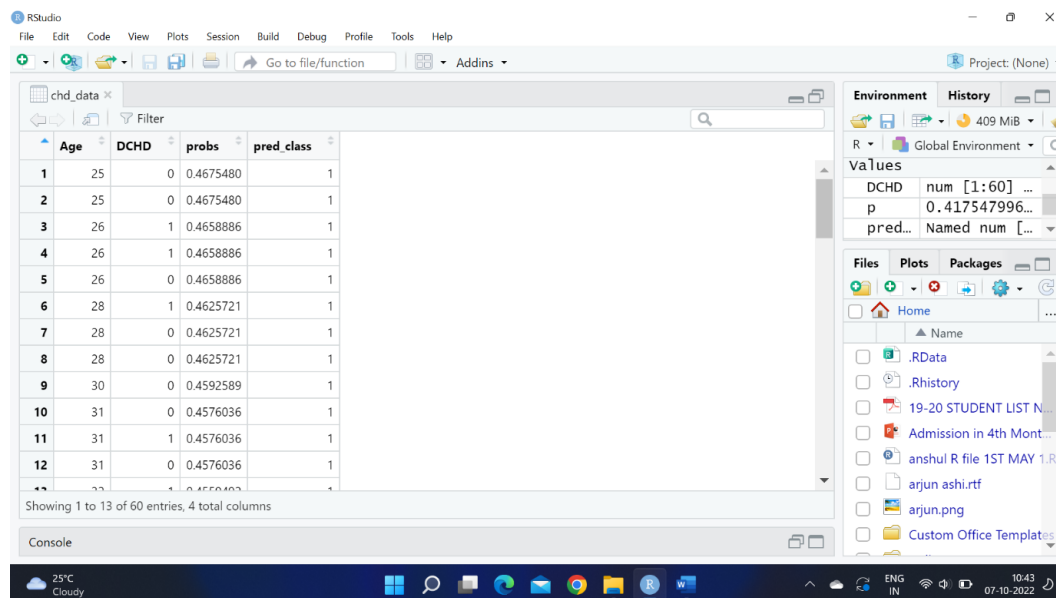 RStudio
File Edit Code View Plots Session Build Debug Profile Tools Help
Go to file/function Addins Project: (None)
chd_data
Filter
Age DCHD probs pred_class
1 25 0 0.4675480 1
2 25 0 0.4675480 1
3 26 1 0.4658886 1
4 26 1 0.4658886 1
5 26 0 0.4658886 1
6 28 1 0.4625721 1
7 28 0 0.4625721 1
8 28 0 0.4625721 1
9 30 0 0.4592589 1
10 31 0 0.4576036 1
11 31 1 0.4576036 1
12 31 0 0.4576036 1
Showing 1 to 13 of 60 entries, 4 total columns
Console
Environment History
409 MiB
R Global Environment
Values
DCHD num [1:60] …
p 0.417547996…
pred… Named num [ …
Files Plots Packages
Home ...
Name
.RData
.Rhistory
19-20 STUDENT LIST N...
Admission in 4th Mont...
anshul R file 1ST MAY 1.R
arjun ashi.rtf
arjun.png
Custom Office Templates
25°C
Cloudy
ENG
IN
10:43
07-10-2022